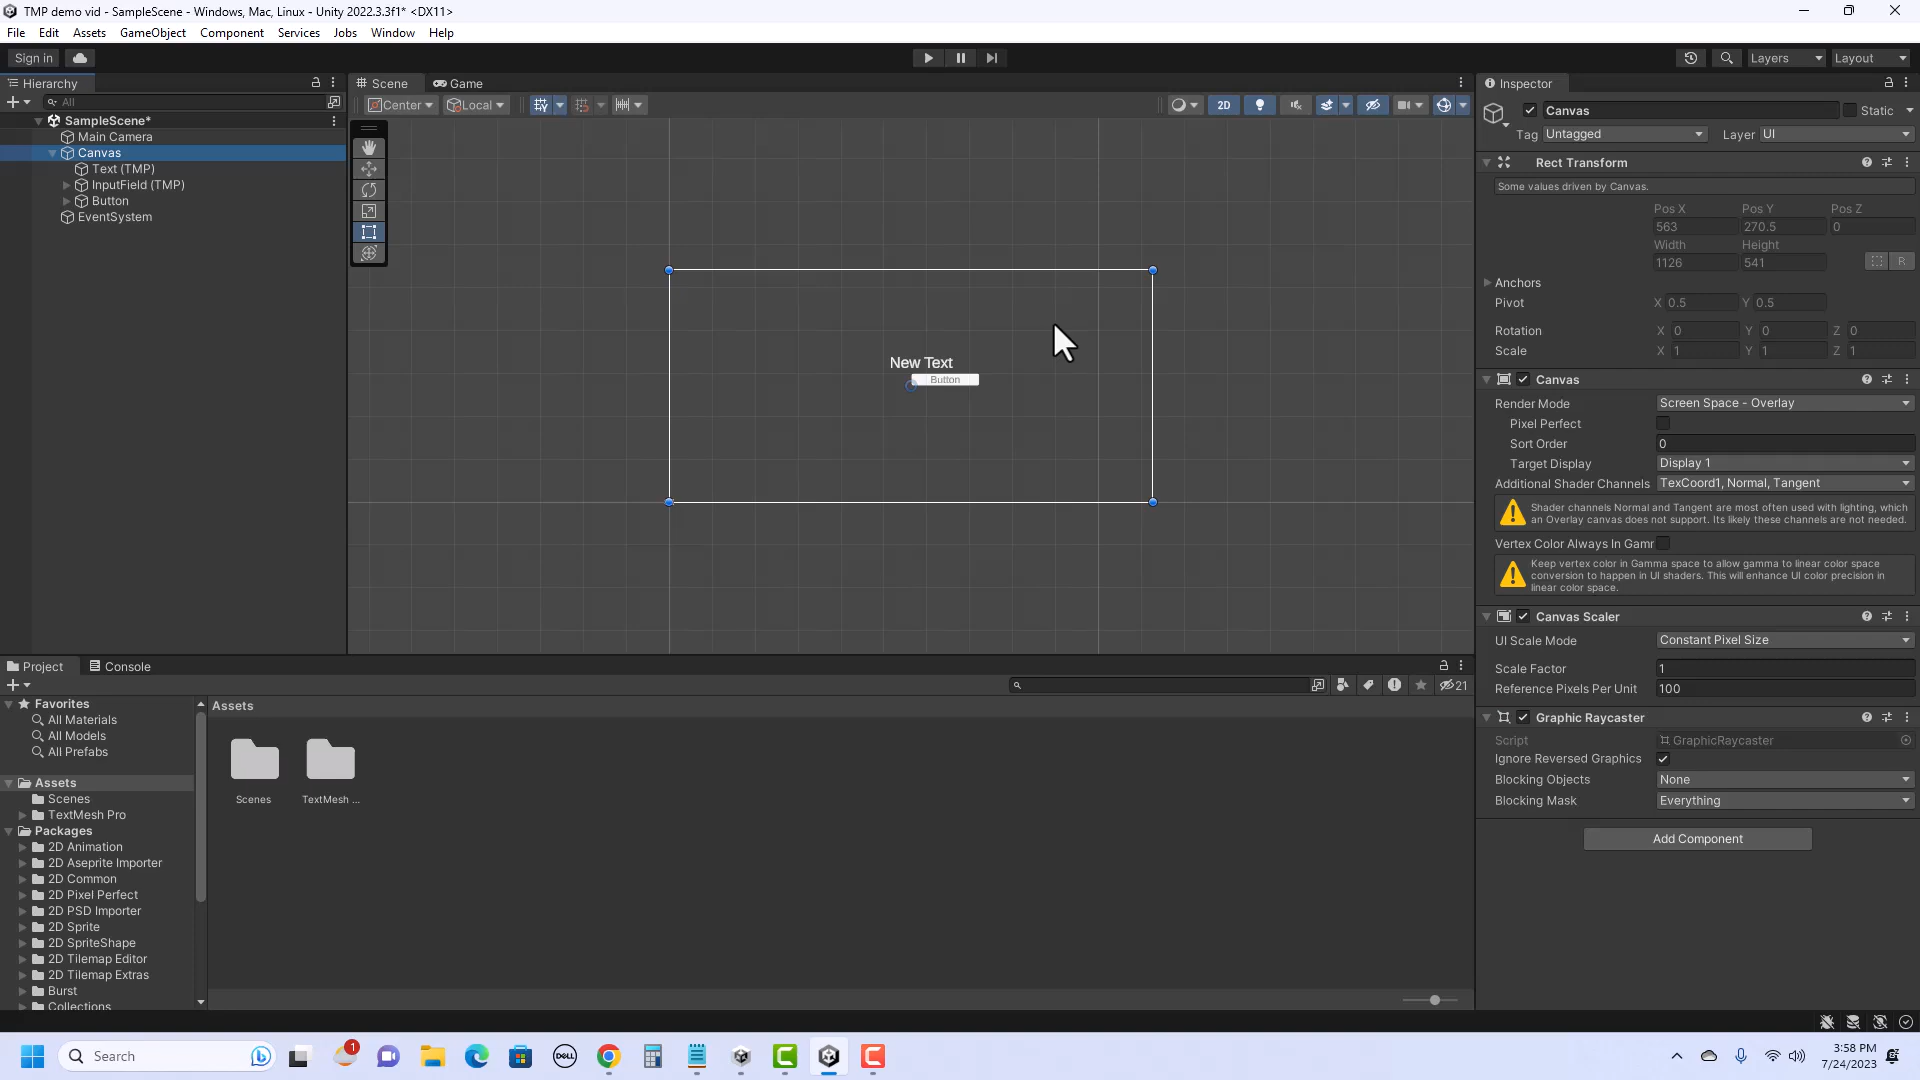 TMP demo vid - SampleScene - Windows, Mac, Linux - Unity 2022.3.3f1* <DX11>
File Edit Assets GameObject Component Services Jobs Window Help
Sign in
Layers
Layout
Hierarchy
All
SampleScene*
Main Camera
Canvas
Text (TMP)
InputField (TMP)
Button
EventSystem
Scene
Game
Center
Local
2D
New Text
Button
Inspector
Canvas
Static
Tag Untagged
Layer UI
Rect Transform
Some values driven by Canvas.
Pos X Pos Y Pos Z
563 270.5 0
Width Height
1126 541
R
Anchors
Pivot X 0.5 Y 0.5
Rotation X 0 Y 0 Z 0
Scale X 1 Y 1 Z 1
Canvas
Render Mode Screen Space - Overlay
Pixel Perfect
Sort Order 0
Target Display Display 1
Additional Shader Channels TexCoord1, Normal, Tangent
Shader channels Normal and Tangent are most often used with lighting, which
an Overlay canvas does not support. Its likely these channels are not needed.
Vertex Color Always In Gamr
Keep vertex color in Gamma space to allow gamma to linear color space
conversion to happen in UI shaders. This will enhance UI color precision in
linear color space.
Canvas Scaler
UI Scale Mode Constant Pixel Size
Scale Factor 1
Reference Pixels Per Unit 100
Graphic Raycaster
Script GraphicRaycaster
Ignore Reversed Graphics
Blocking Objects None
Blocking Mask Everything
Add Component
Project
Console
21
Favorites
All Materials
All Models
All Prefabs
Assets
Scenes
TextMesh Pro
Packages
2D Animation
2D Aseprite Importer
2D Common
2D Pixel Perfect
2D PSD Importer
2D Sprite
2D SpriteShape
2D Tilemap Editor
2D Tilemap Extras
Burst
Collections
Assets
Scenes
TextMesh ...
Search
1
DELL
3:58 PM
7/24/2023